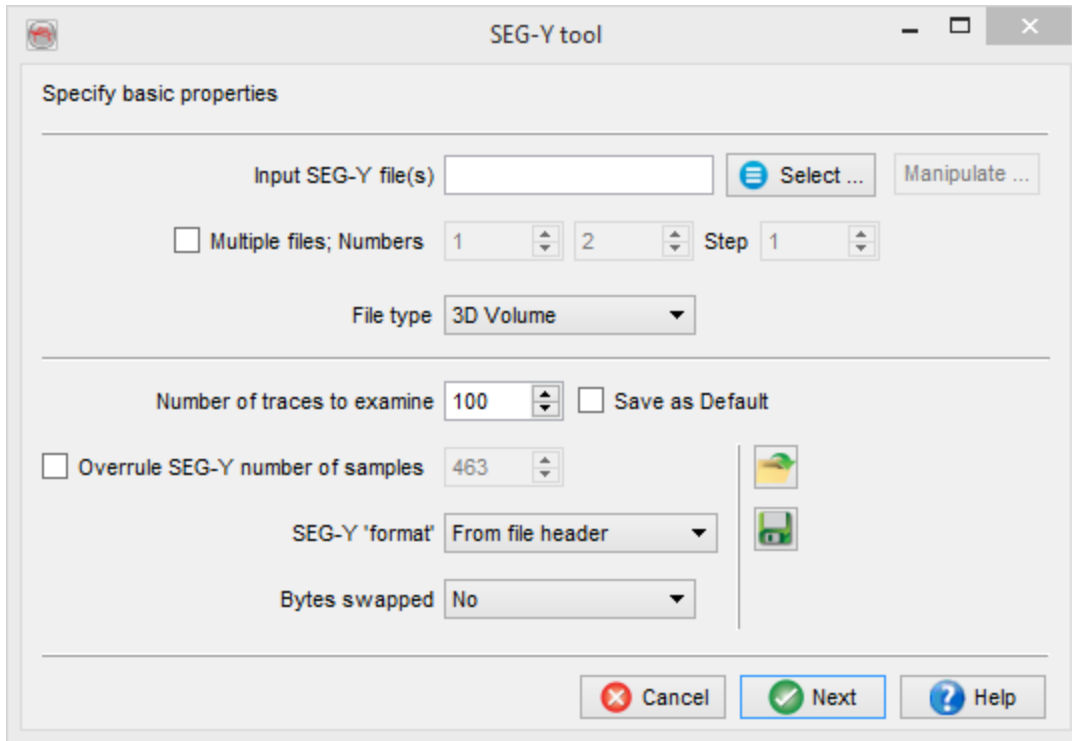 SEG-Y tool
Specify basic properties
Input SEG-Y file(s) Select ... Manipulate ...
Multiple files; Numbers 1 2 Step 1
File type 3D Volume
Number of traces to examine 100 Save as Default
Overrule SEG-Y number of samples 463
SEG-Y 'format' From file header
Bytes swapped No
Cancel Next Help